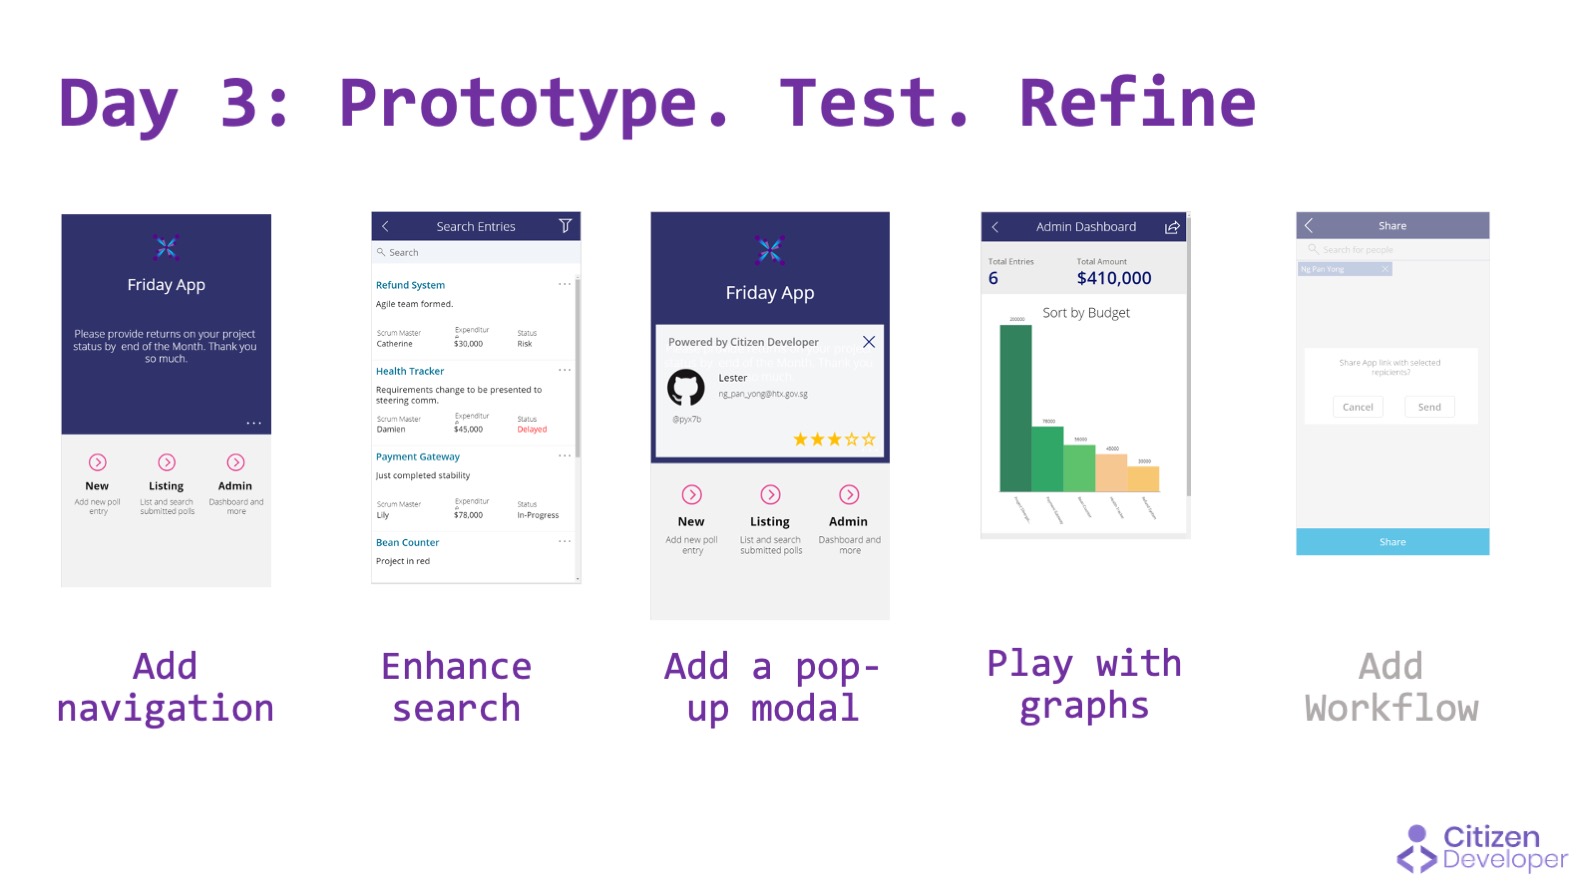 Day 3: Prototype. Test. Refine
Friday App
Please provide returns on your project
status by end of the Month. Thank you
so much.
New
Add new poll
entry
Listing
List and search
submitted polls
Admin
Dashboard and
more
Add
navigation
Search Entries
Search
Refund System
Agile team formed.
Scrum Master
Catherine
Expenditur
e
$30,000
Status
Risk
Health Tracker
Requirements change to be presented to
steering comm.
Scrum Master
Damien
Expenditur
e
$45,000
Status
Delayed
Payment Gateway
Just completed stability
Scrum Master
Lily
Expenditur
e
$78,000
Status
In-Progress
Bean Counter
Project in red
Enhance
search
Friday App
Powered by Citizen Developer
Lester
ng_pan_yong@htx.gov.sg
@pyx7b
New
Add new poll
entry
Listing
List and search
submitted polls
Admin
Dashboard and
more
Add a pop-
up modal
Admin Dashboard
Total Entries
6
Total Amount
$410,000
Sort by Budget
Play with
graphs
Share
Search for people
Ng Pan Yong
Share App link with selected
repicients?
Cancel
Send
Share
Add
Workflow
Citizen
Developer